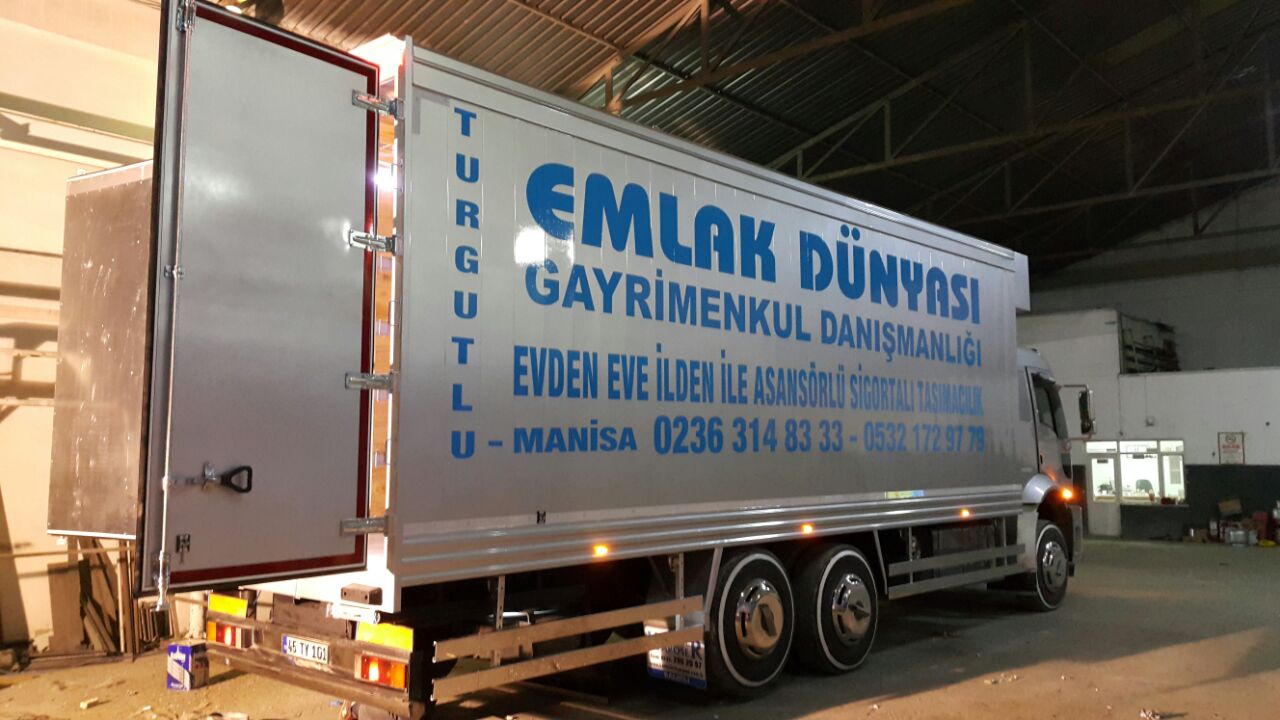 TURGUTLU
EMLAK DÜNYASI
GAYRİMENKUL DANIŞMANLIĞI
EVDEN EVE İLDEN İLE ASANSÖRLÜ SİGORTALI TAŞIMACILIK
- MANİSA 0236 314 83 33 - 0532 172 97 79
45 TY 101